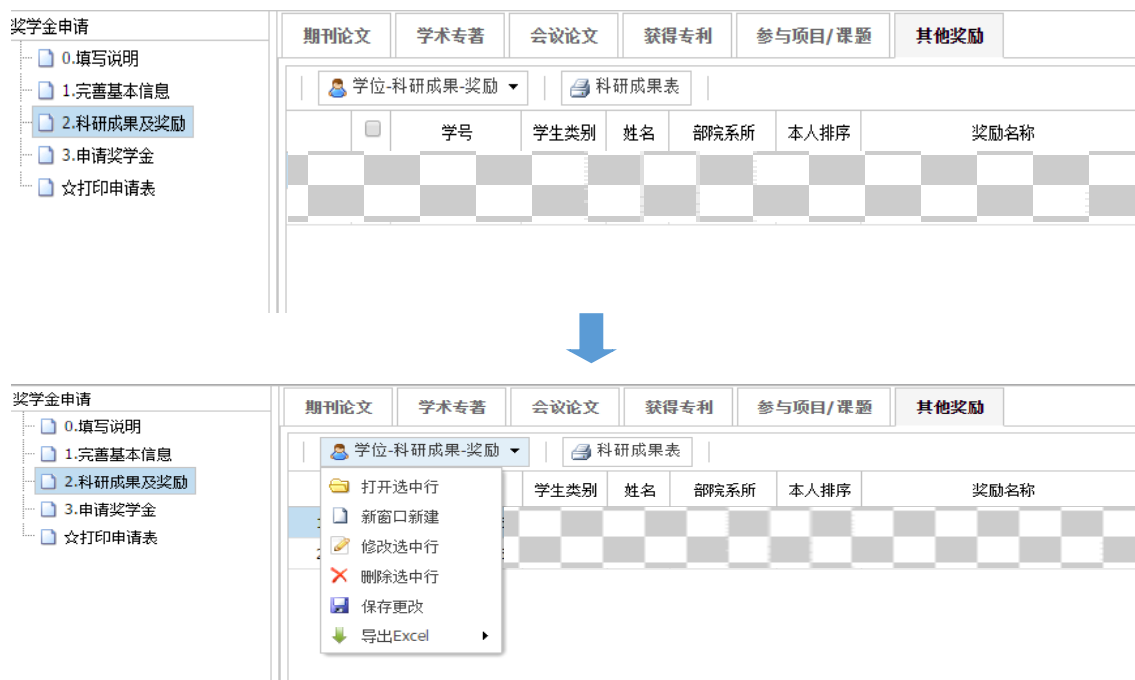 奖学金申请
0.填写说明
1.完善基本信息
2.科研成果及奖励
3.申请奖学金
☆打印申请表
期刊论文 学术专著 会议论文 获得专利 参与项目/课题 其他奖励
学位-科研成果-奖励 科研成果表
学号 学生类别 姓名 部院系所 本人排序 奖励名称
奖学金申请
0.填写说明
1.完善基本信息
2.科研成果及奖励
3.申请奖学金
☆打印申请表
期刊论文 学术专著 会议论文 获得专利 参与项目/课题 其他奖励
学位-科研成果-奖励 科研成果表
学生类别 姓名 部院系所 本人排序 奖励名称
打开选中行
新窗口新建
修改选中行
删除选中行
保存更改
导出Excel